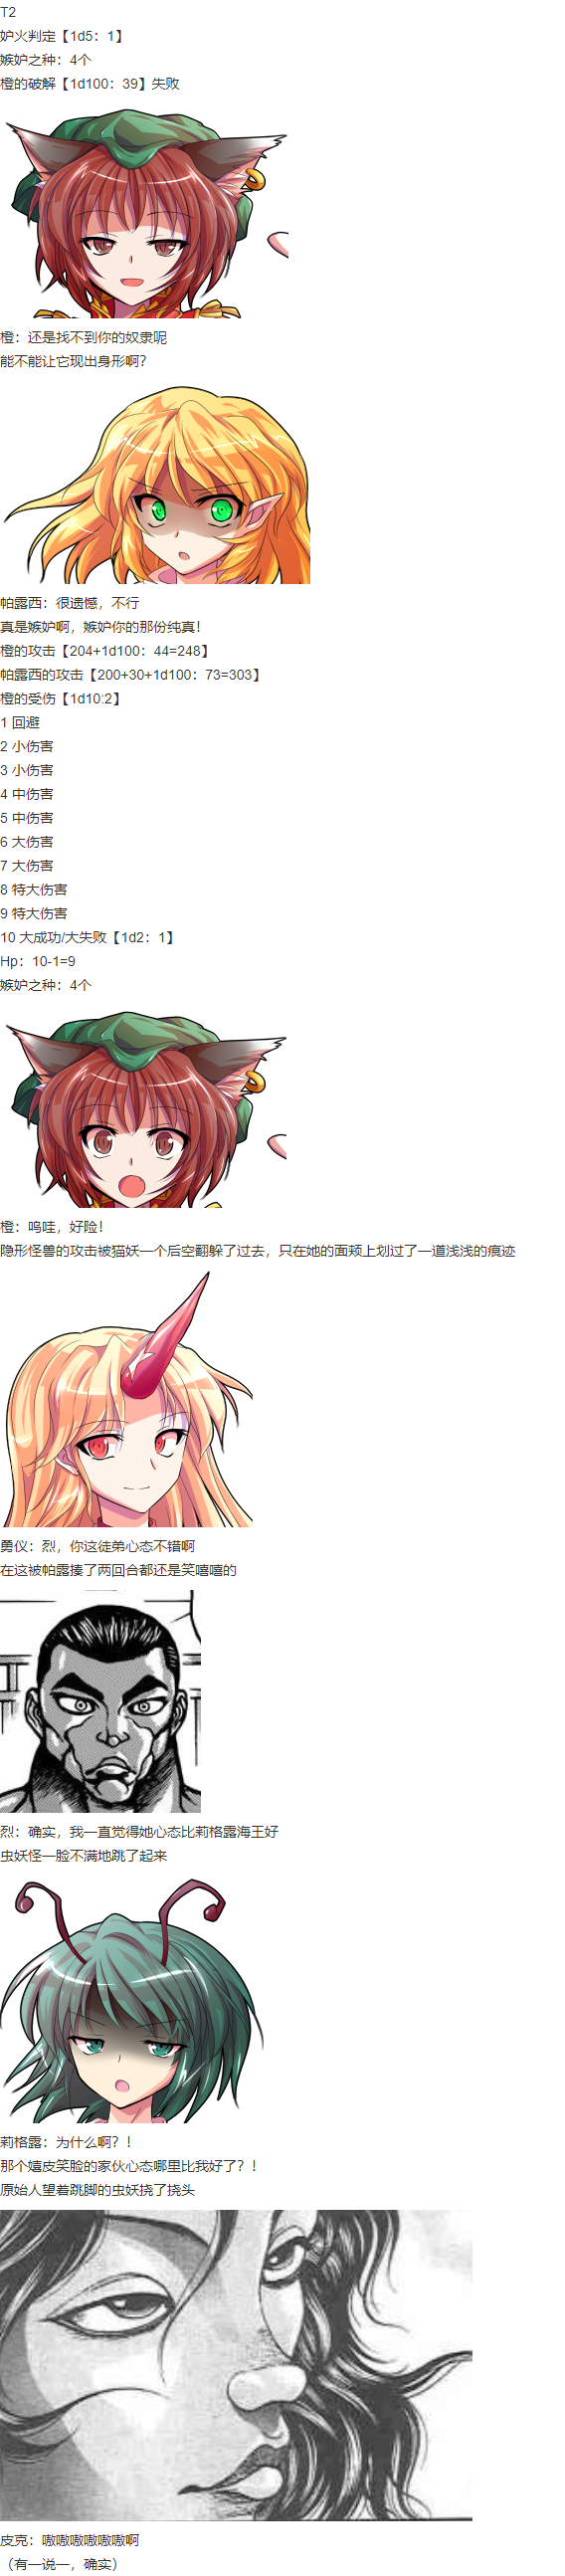 T2
妒火判定【1d5：1】
嫉妒之种：4个
橙的破解【1d100：39】失败
橙：还是找不到你的奴隶呢
能不能让它现出身形啊？
帕露西：很遗憾，不行
真是嫉妒啊，嫉妒你的那份纯真！
橙的攻击【204+1d100：44=248】
帕露西的攻击【200+30+1d100：73=303】
橙的受伤【1d10:2】
1 回避
2 小伤害
3 小伤害
4 中伤害
5 中伤害
6 大伤害
7 大伤害
8 特大伤害
9 特大伤害
10 大成功/大失败【1d2：1】
Hp：10-1=9
嫉妒之种：4个
橙：呜哇，好险！
隐形怪兽的攻击被猫妖一个后空翻躲了过去，只在她的面颊上划过了一道浅浅的痕迹
勇仪：烈，你这徒弟心态不错啊
在这被帕露揍了两回合都还是笑嘻嘻的
烈：确实，我一直觉得她心态比莉格露海王好
虫妖怪一脸不满地跳了起来
莉格露：为什么啊？！
那个嬉皮笑脸的家伙心态哪里比我好了？！
原始人望着跳脚的虫妖挠了挠头
皮克：嗷嗷嗷嗷嗷嗷啊
（有一说一，确实）